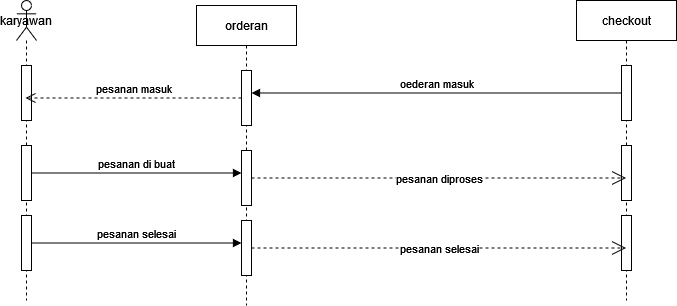 karyawan
orderan
checkout
pesanan masuk
oederan masuk
pesanan di buat
pesanan diproses
pesanan selesai
pesanan selesai